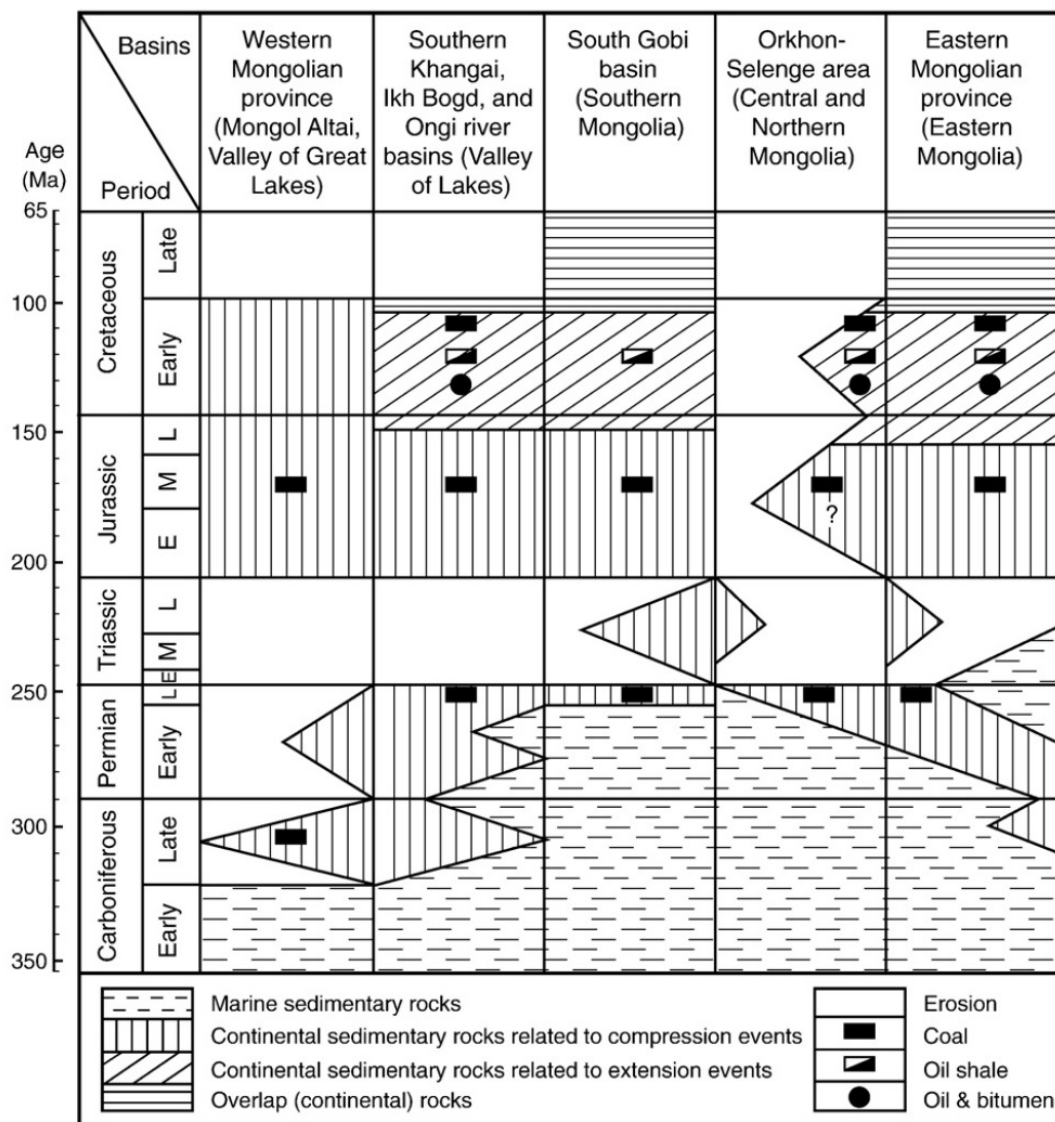 Basins
Period
Age
(Ma)
Western
Mongolian
province
(Mongol Altai,
Valley of Great
Lakes)
Southern
Khangai,
Ikh Bogd, and
Ongi river
basins (Valley
of Lakes)
South Gobi
basin
(Southern
Mongolia)
Orkhon-
Selenge area
(Central and
Northern
Mongolia)
Eastern
Mongolian
province
(Eastern
Mongolia)
65
100
150
200
250
300
350
Cretaceous
Late
Early
Jurassic
L
M
E
?
Triassic
L
M
E
Permian
L
Early
Carboniferous
Late
Early
Marine sedimentary rocks
Continental sedimentary rocks related to compression events
Continental sedimentary rocks related to extension events
Overlap (continental) rocks
Erosion
Coal
Oil shale
Oil & bitumen